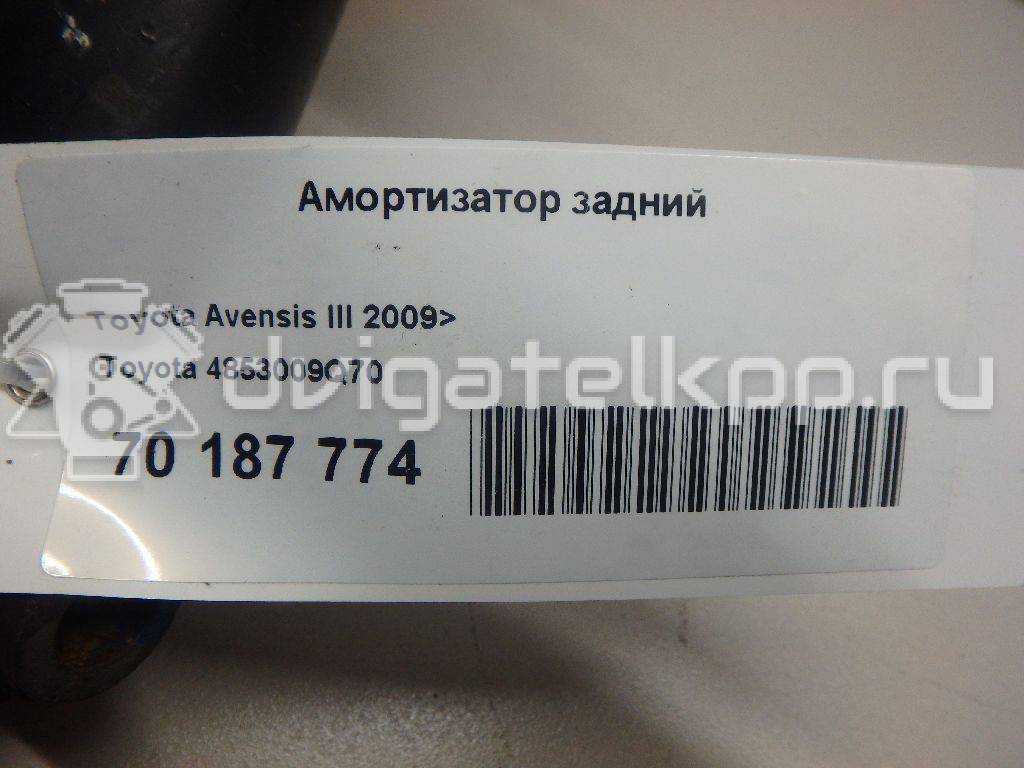 Амортизатор задний
Toyota Avensis III 2009>
Toyota 4853009Q70
dvigatelkpp.ru
70 187 774